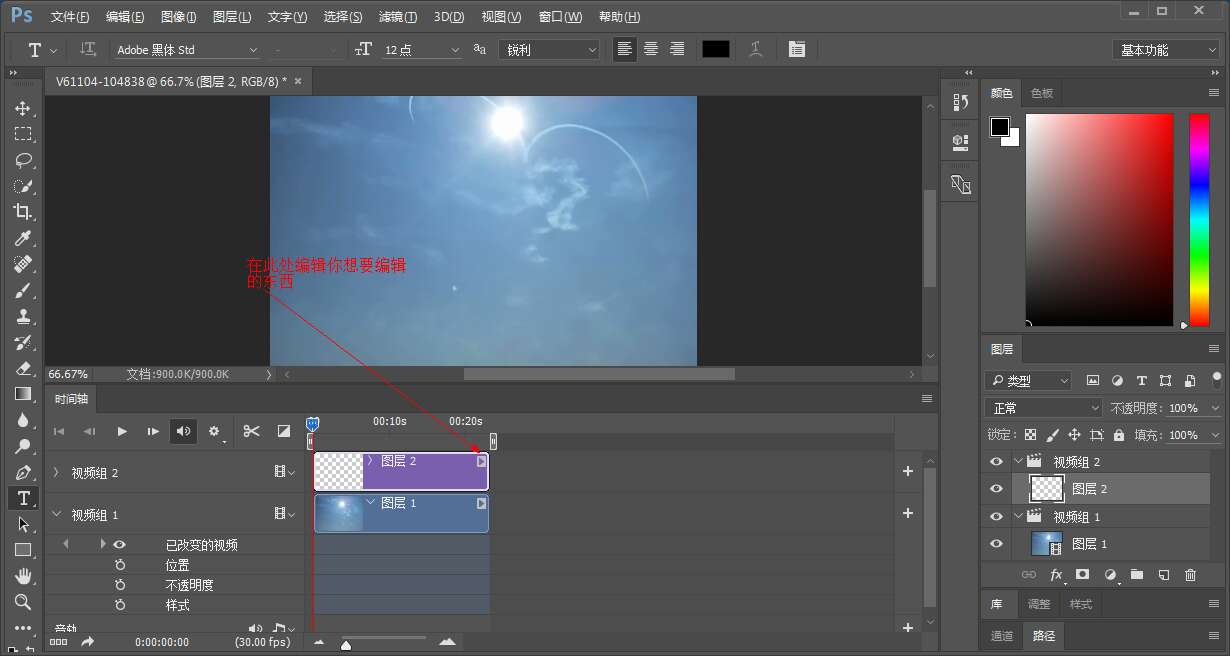 Ps 文件(F) 编辑(E) 图像(I) 图层(L) 文字(Y) 选择(S) 滤镜(T) 3D(D) 视图(V) 窗口(W) 帮助(H)
T Adobe 黑体 Std - 12 点 aa 锐利 基本功能
V61104-104838 @ 66.7% (图层 2, RGB/8) *
颜色 色板
在此处编辑你想要编辑
的东西
66.67% 文档:900.0K/900.0K
图层
类型
正常 不透明度: 100%
锁定: 填充: 100%
视频组 2
图层 2
视频组 1
图层 1
fx
库 调整 样式
通道 路径
时间轴
00:10s 00:20s
视频组 2 图层 2
视频组 1 图层 1
已改变的视频
位置
不透明度
样式
音轨
0:00:00:00 (30.00 fps)